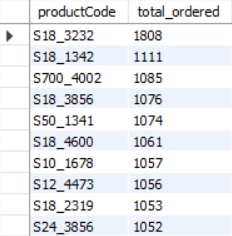 productCode total_ordered
S18_3232 1808
S18_1342 1111
S700_4002 1085
S18_3856 1076
S50_1341 1074
S18_4600 1061
S10_1678 1057
S12_4473 1056
S18_2319 1053
S24_3856 1052